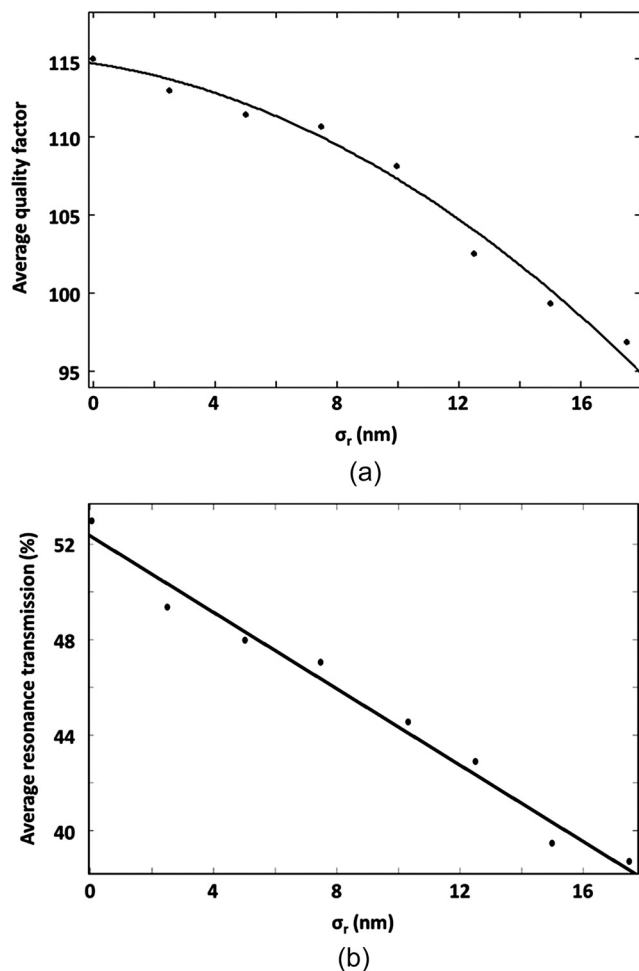 115
110
105
100
95
Average quality factor
0 4 8 12 16
σr (nm)
(a)
52
48
44
40
Average resonance transmission (%)
0 4 8 12 16
σr (nm)
(b)